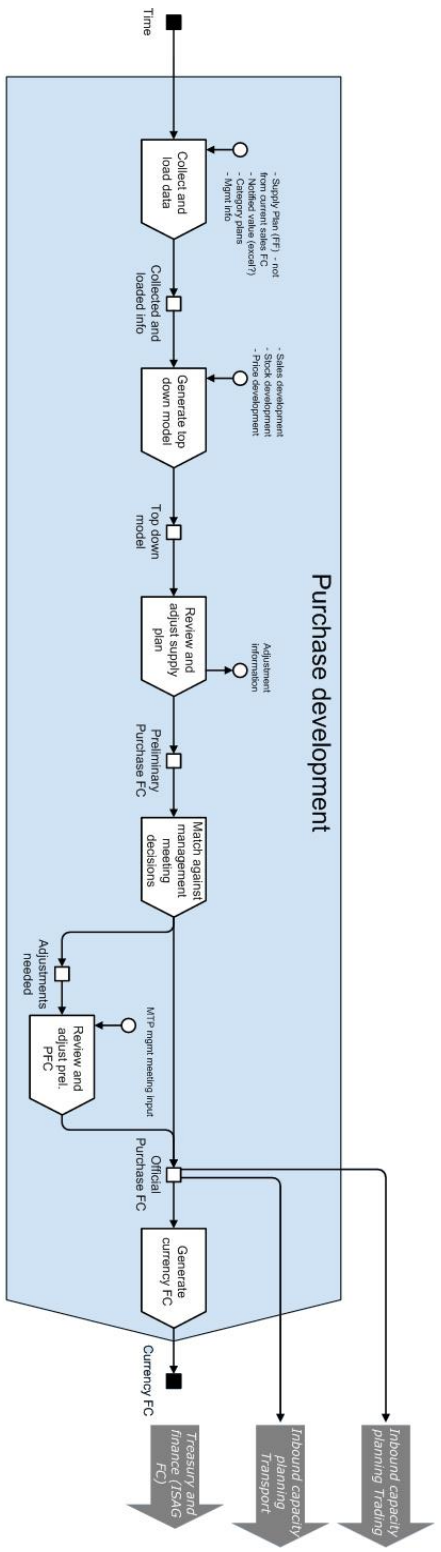 Purchase development
Time
- Supply Plan (FF) - not
from current sales FC
- Notified value (excel?)
- Category plans
- Mgmt info
Collect and
load data
Collected and
loaded info
- Sales development
- Stock development
- Price development
Generate top
down model
Top down
model
Adjustment
information
Review and
adjust supply
plan
Preliminary
Purchase FC
Match against
management
meeting
decisions
Adjustments
needed
MTP mgmt meeting input
Review and
adjust prel.
PFC
Official
Purchase FC
Generate
currency FC
Currency FC
Inbound capacity
planning Trading
Inbound capacity
planning
Transport
Treasury and
finance (ISAG
FC)